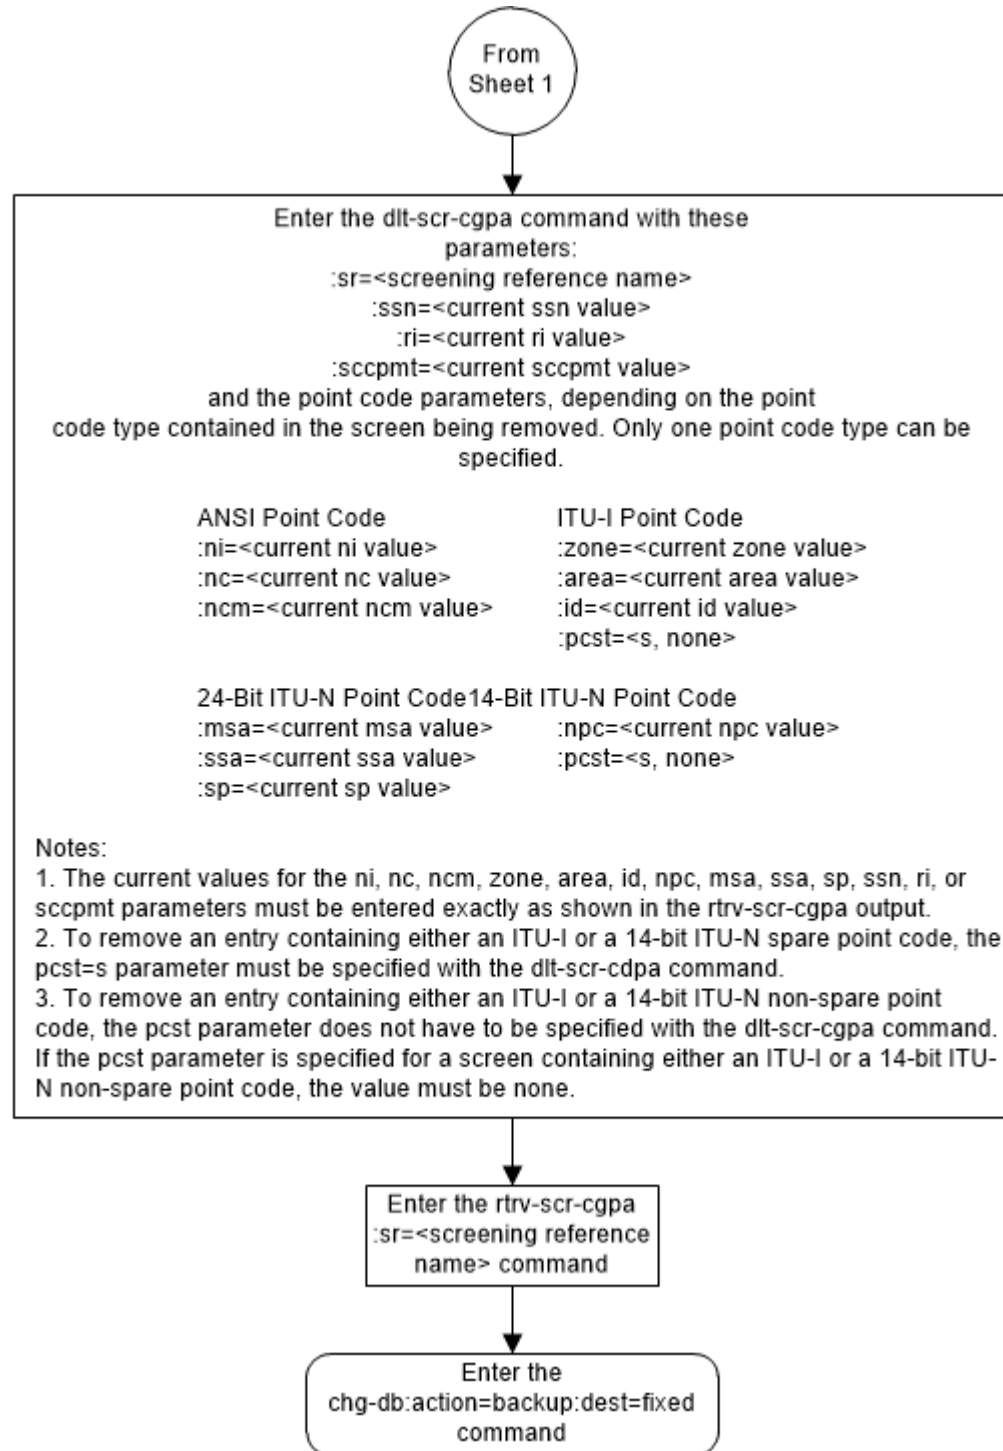 From
Sheet 1
Enter the dlt-scr-cgpa command with these
parameters:
:sr=<screening reference name>
:ssn=<current ssn value>
:ri=<current ri value>
:sccpmt=<current sccpmt value>
and the point code parameters, depending on the point
code type contained in the screen being removed. Only one point code type can be
specified.
ANSI Point Code
:ni=<current ni value>
:nc=<current nc value>
:ncm=<current ncm value>
ITU-I Point Code
:zone=<current zone value>
:area=<current area value>
:id=<current id value>
:pcst=<s, none>
24-Bit ITU-N Point Code
:msa=<current msa value>
:ssa=<current ssa value>
:sp=<current sp value>
14-Bit ITU-N Point Code
:npc=<current npc value>
:pcst=<s, none>
Notes:
1. The current values for the ni, nc, ncm, zone, area, id, npc, msa, ssa, sp, ssn, ri, or
sccpmt parameters must be entered exactly as shown in the rtrv-scr-cgpa output.
2. To remove an entry containing either an ITU-I or a 14-bit ITU-N spare point code, the
pcst=s parameter must be specified with the dlt-scr-cdpa command.
3. To remove an entry containing either an ITU-I or a 14-bit ITU-N non-spare point
code, the pcst parameter does not have to be specified with the dlt-scr-cgpa command.
If the pcst parameter is specified for a screen containing either an ITU-I or a 14-bit ITU-
N non-spare point code, the value must be none.
Enter the rtrv-scr-cgpa
:sr=<screening reference
name> command
Enter the
chg-db:action=backup:dest=fixed
command